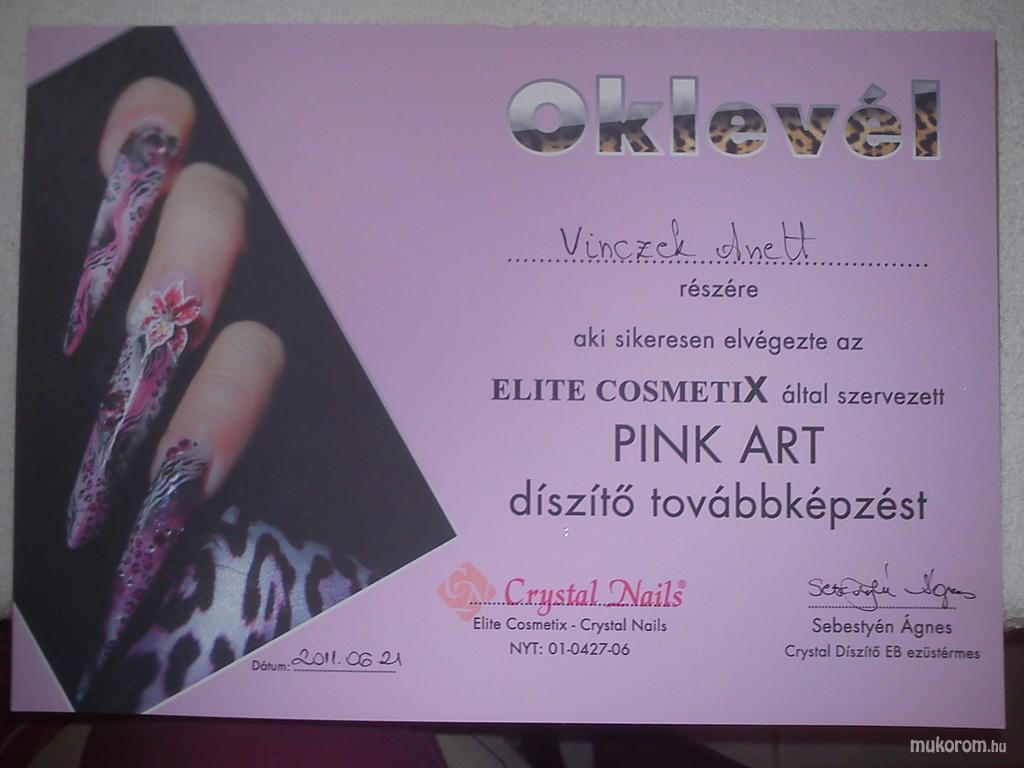 Oklevél
Vinczek Anett
részére
aki sikeresen elvégezte az
ELITE COSMETIX által szervezett
PINK ART
díszítő továbbképzést
Crystal Nails®
Elite Cosmetix - Crystal Nails
NYT: 01-0427-06
Sebestyén Ágnes
Sebestyén Ágnes
Crystal Díszítő EB ezüstérmes
Dátum: 2011.06.21
mukorom.hu